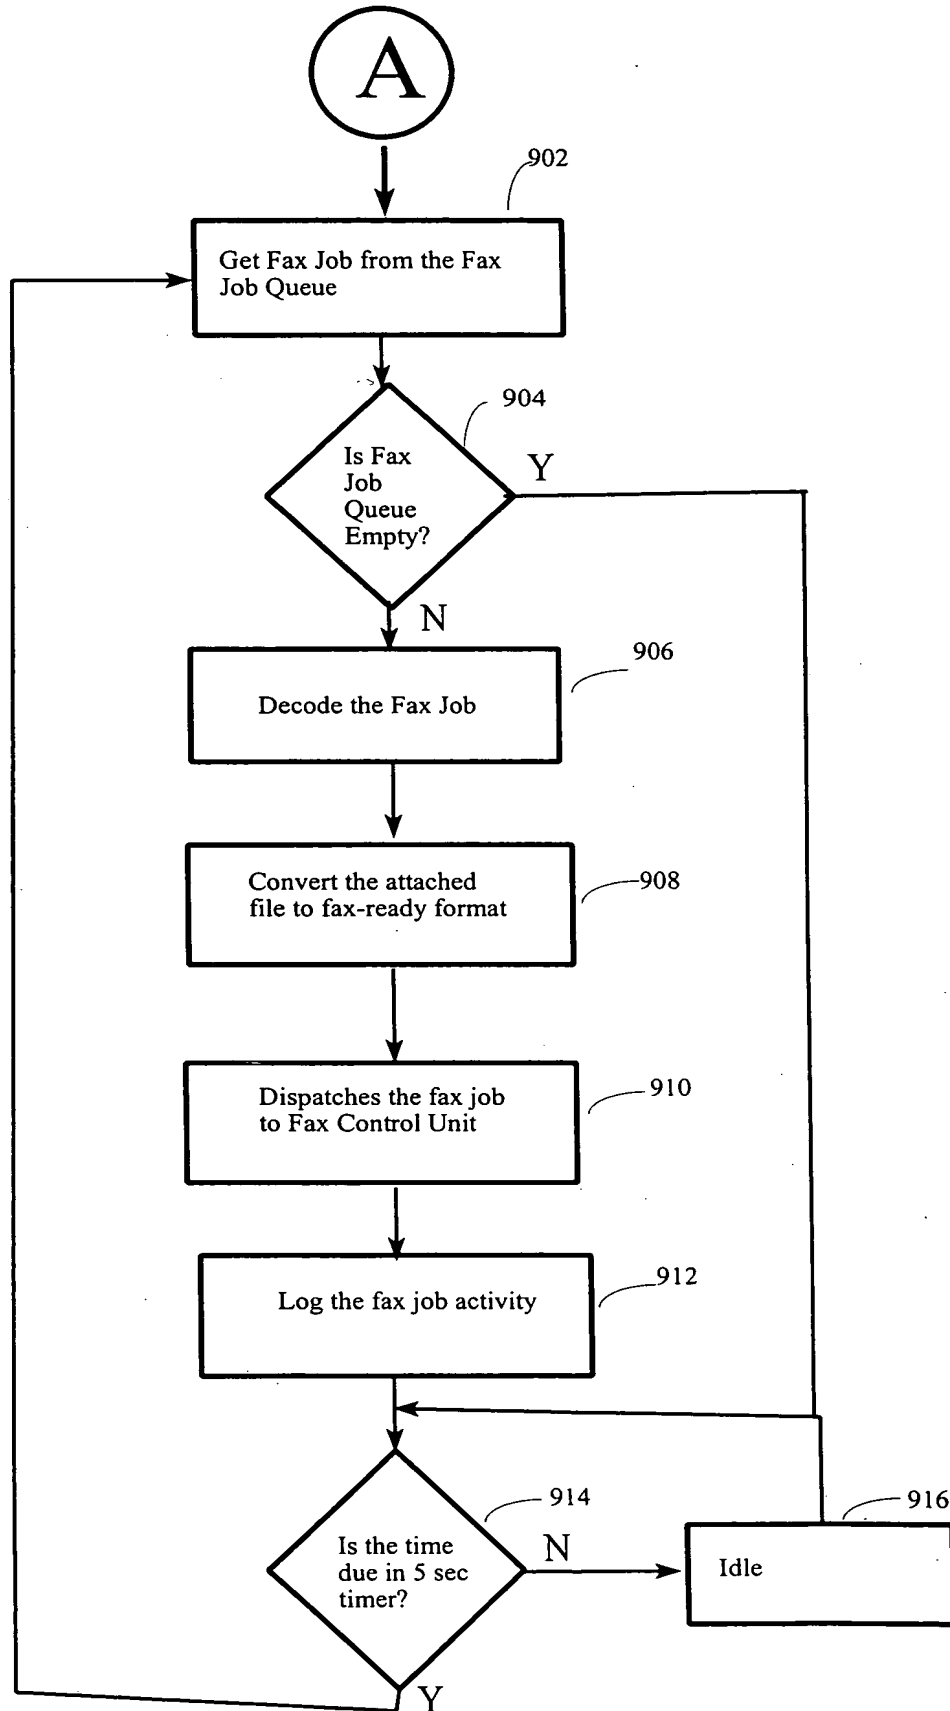 A
902
Get Fax Job from the Fax
Job Queue
904
Is Fax
Job
Queue
Empty?
Y
N
906
Decode the Fax Job
908
Convert the attached
file to fax-ready format
910
Dispatches the fax job
to Fax Control Unit
912
Log the fax job activity
914
Is the time
due in 5 sec
timer?
N
916
Idle
Y